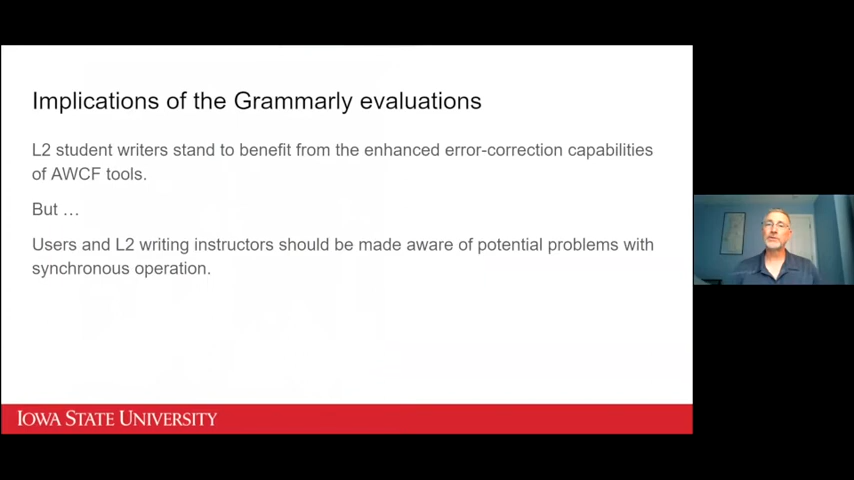 Implications of the Grammarly evaluations
L2 student writers stand to benefit from the enhanced error-correction capabilities
of AWCF tools.
But …
Users and L2 writing instructors should be made aware of potential problems with
synchronous operation.
IOWA STATE UNIVERSITY